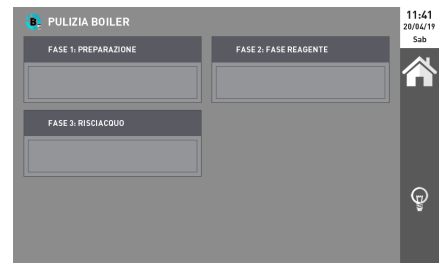 B
PULIZIA BOILER
11:41
20/04/19
Sab
FASE 1: PREPARAZIONE
FASE 2: FASE REAGENTE
FASE 3: RISCIACQUO